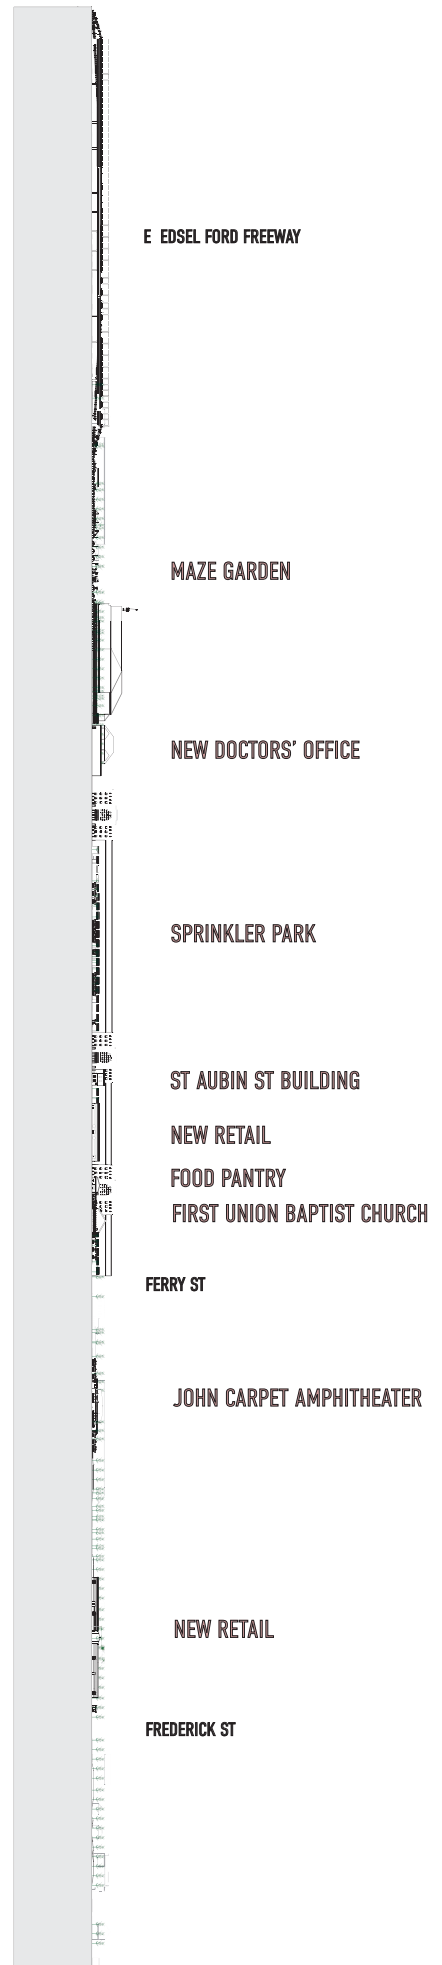 E EDSEL FORD FREEWAY
MAZE GARDEN
NEW DOCTORS' OFFICE
SPRINKLER PARK
ST AUBIN ST BUILDING
NEW RETAIL
FOOD PANTRY
FIRST UNION BAPTIST CHURCH
FERRY ST
JOHN CARPET AMPHITHEATER
NEW RETAIL
FREDERICK ST